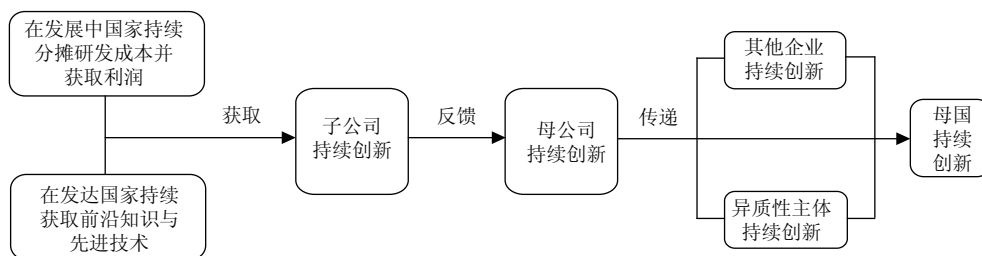 在发展中国家持续
分摊研发成本并
获取利润
在发达国家持续
获取前沿知识与
先进技术
获取
子公司
持续创新
反馈
母公司
持续创新
传递
其他企业
持续创新
异质性主体
持续创新
母国
持续
创新